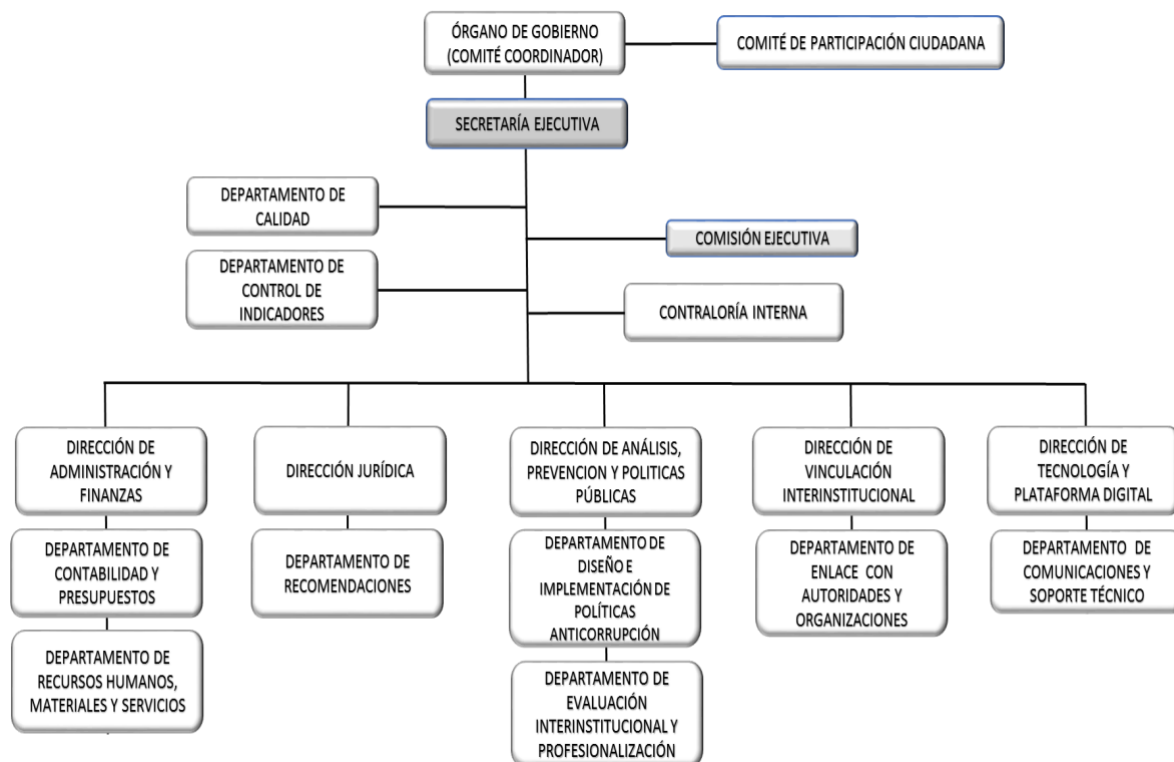 ÓRGANO DE GOBIERNO
(COMITÉ COORDINADOR)
COMITÉ DE PARTICIPACIÓN CIUDADANA
SECRETARÍA EJECUTIVA
DEPARTAMENTO DE
CALIDAD
COMISIÓN EJECUTIVA
DEPARTAMENTO DE
CONTROL DE
INDICADORES
CONTRALORÍA INTERNA
DIRECCIÓN DE
ADMINISTRACIÓN Y
FINANZAS
DIRECCIÓN JURÍDICA
DIRECCIÓN DE ANÁLISIS,
PREVENCION Y POLITICAS
PÚBLICAS
DIRECCIÓN DE
VINCULACIÓN
INTERINSTITUCIONAL
DIRECCIÓN DE
TECNOLOGÍA Y
PLATAFORMA DIGITAL
DEPARTAMENTO DE
CONTABILIDAD Y
PRESUPUESTOS
DEPARTAMENTO DE
RECOMENDACIONES
DEPARTAMENTO DE
DISEÑO E
IMPLEMENTACIÓN DE
POLÍTICAS
ANTICORRUPCIÓN
DEPARTAMENTO DE
ENLACE CON
AUTORIDADES Y
ORGANIZACIONES
DEPARTAMENTO DE
COMUNICACIONES Y
SOPORTE TÉCNICO
DEPARTAMENTO DE
RECURSOS HUMANOS,
MATERIALES Y SERVICIOS
DEPARTAMENTO DE
EVALUACIÓN
INTERINSTITUCIONAL Y
PROFESIONALIZACIÓN